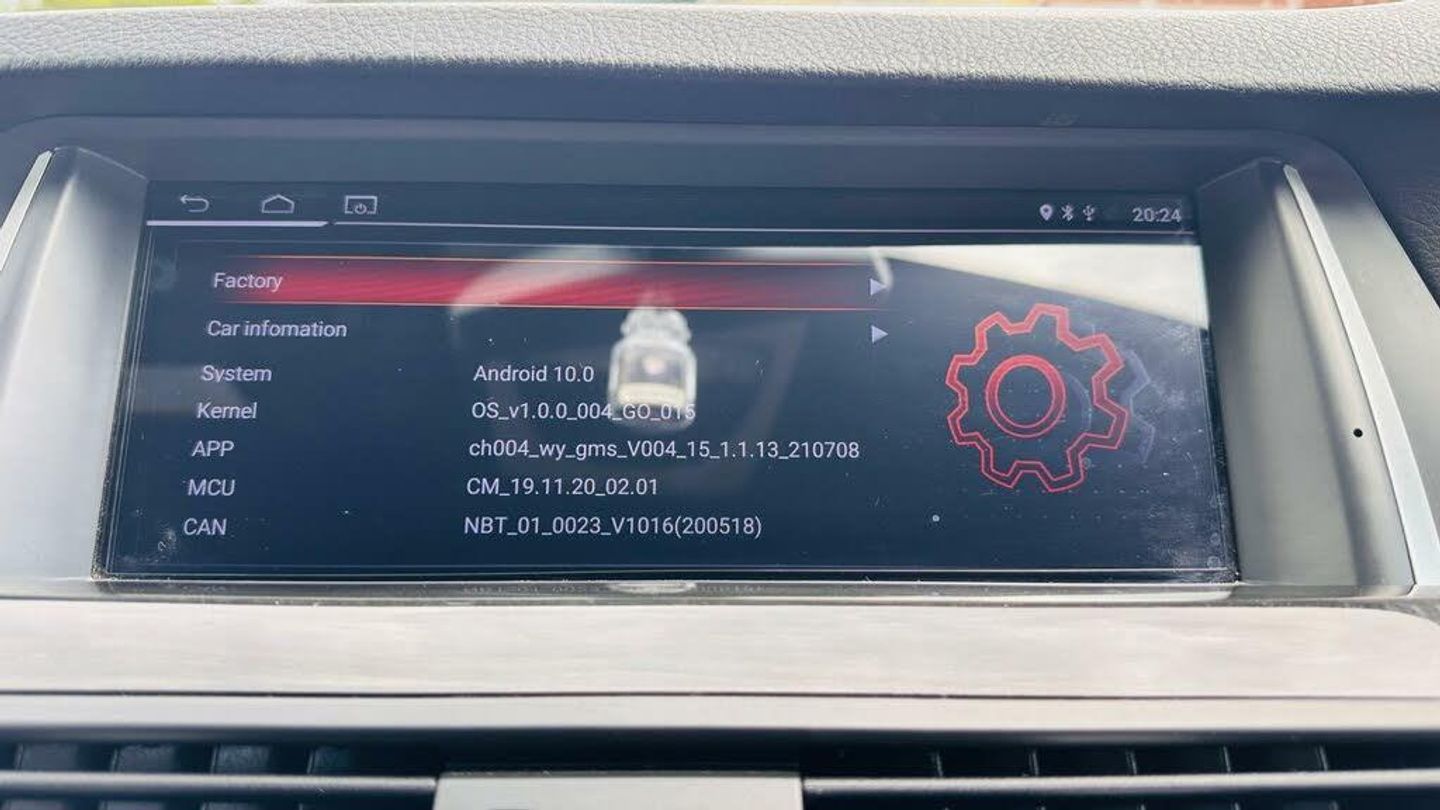 20:24
Factory
Car infomation
System Android 10.0
Kernel OS_v1.0.0_004_GO_015
APP ch004_wy_gms_V004_15_1.1.13_210708
MCU CM_19.11.20_02.01
CAN NBT_01_0023_V1016(200518)